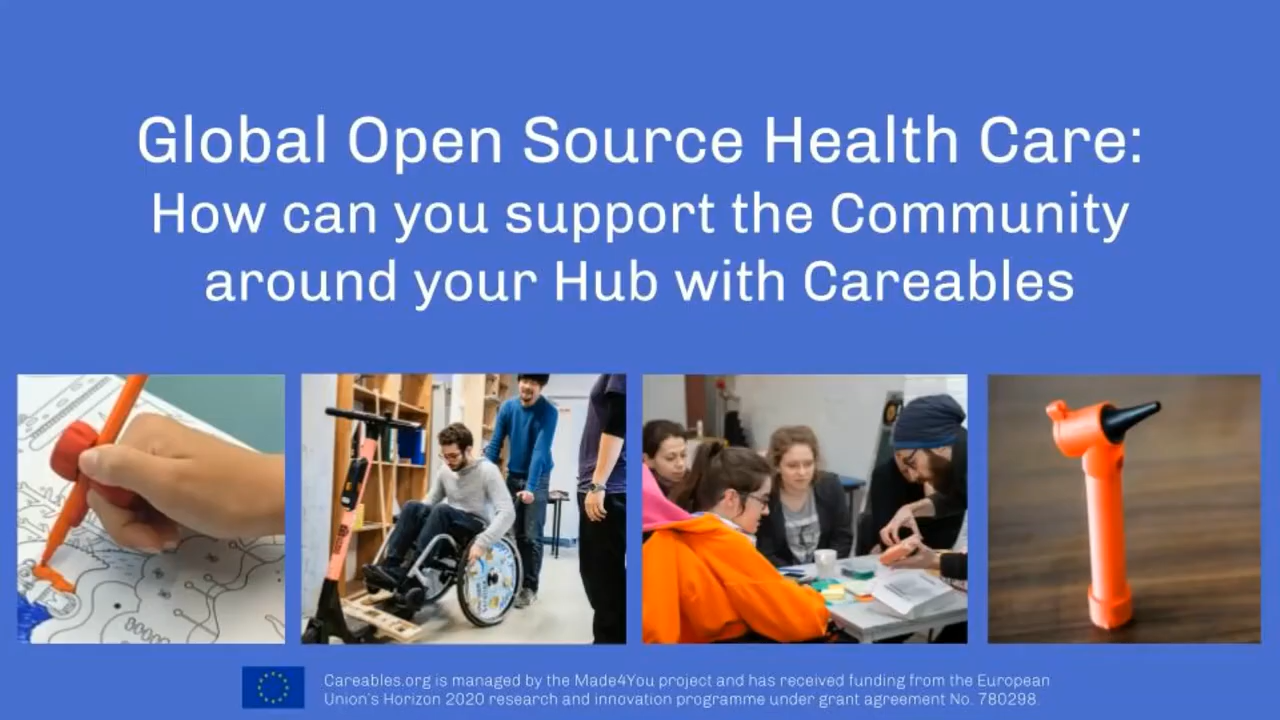 Global Open Source Health Care:
How can you support the Community
around your Hub with Careables
Careables.org is managed by the Made4You project and has received funding from the European
Union's Horizon 2020 research and innovation programme under grant agreement No. 780298.